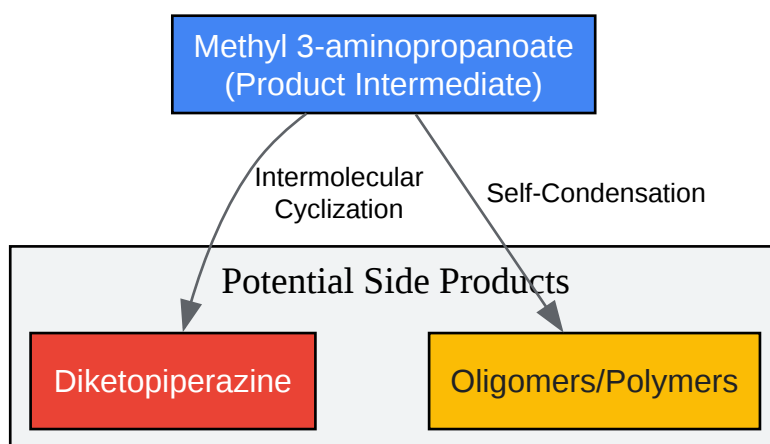 Methyl 3-aminopropanoate
(Product Intermediate)
Intermolecular
Cyclization
Self-Condensation
Potential Side Products
Diketopiperazine
Oligomers/Polymers